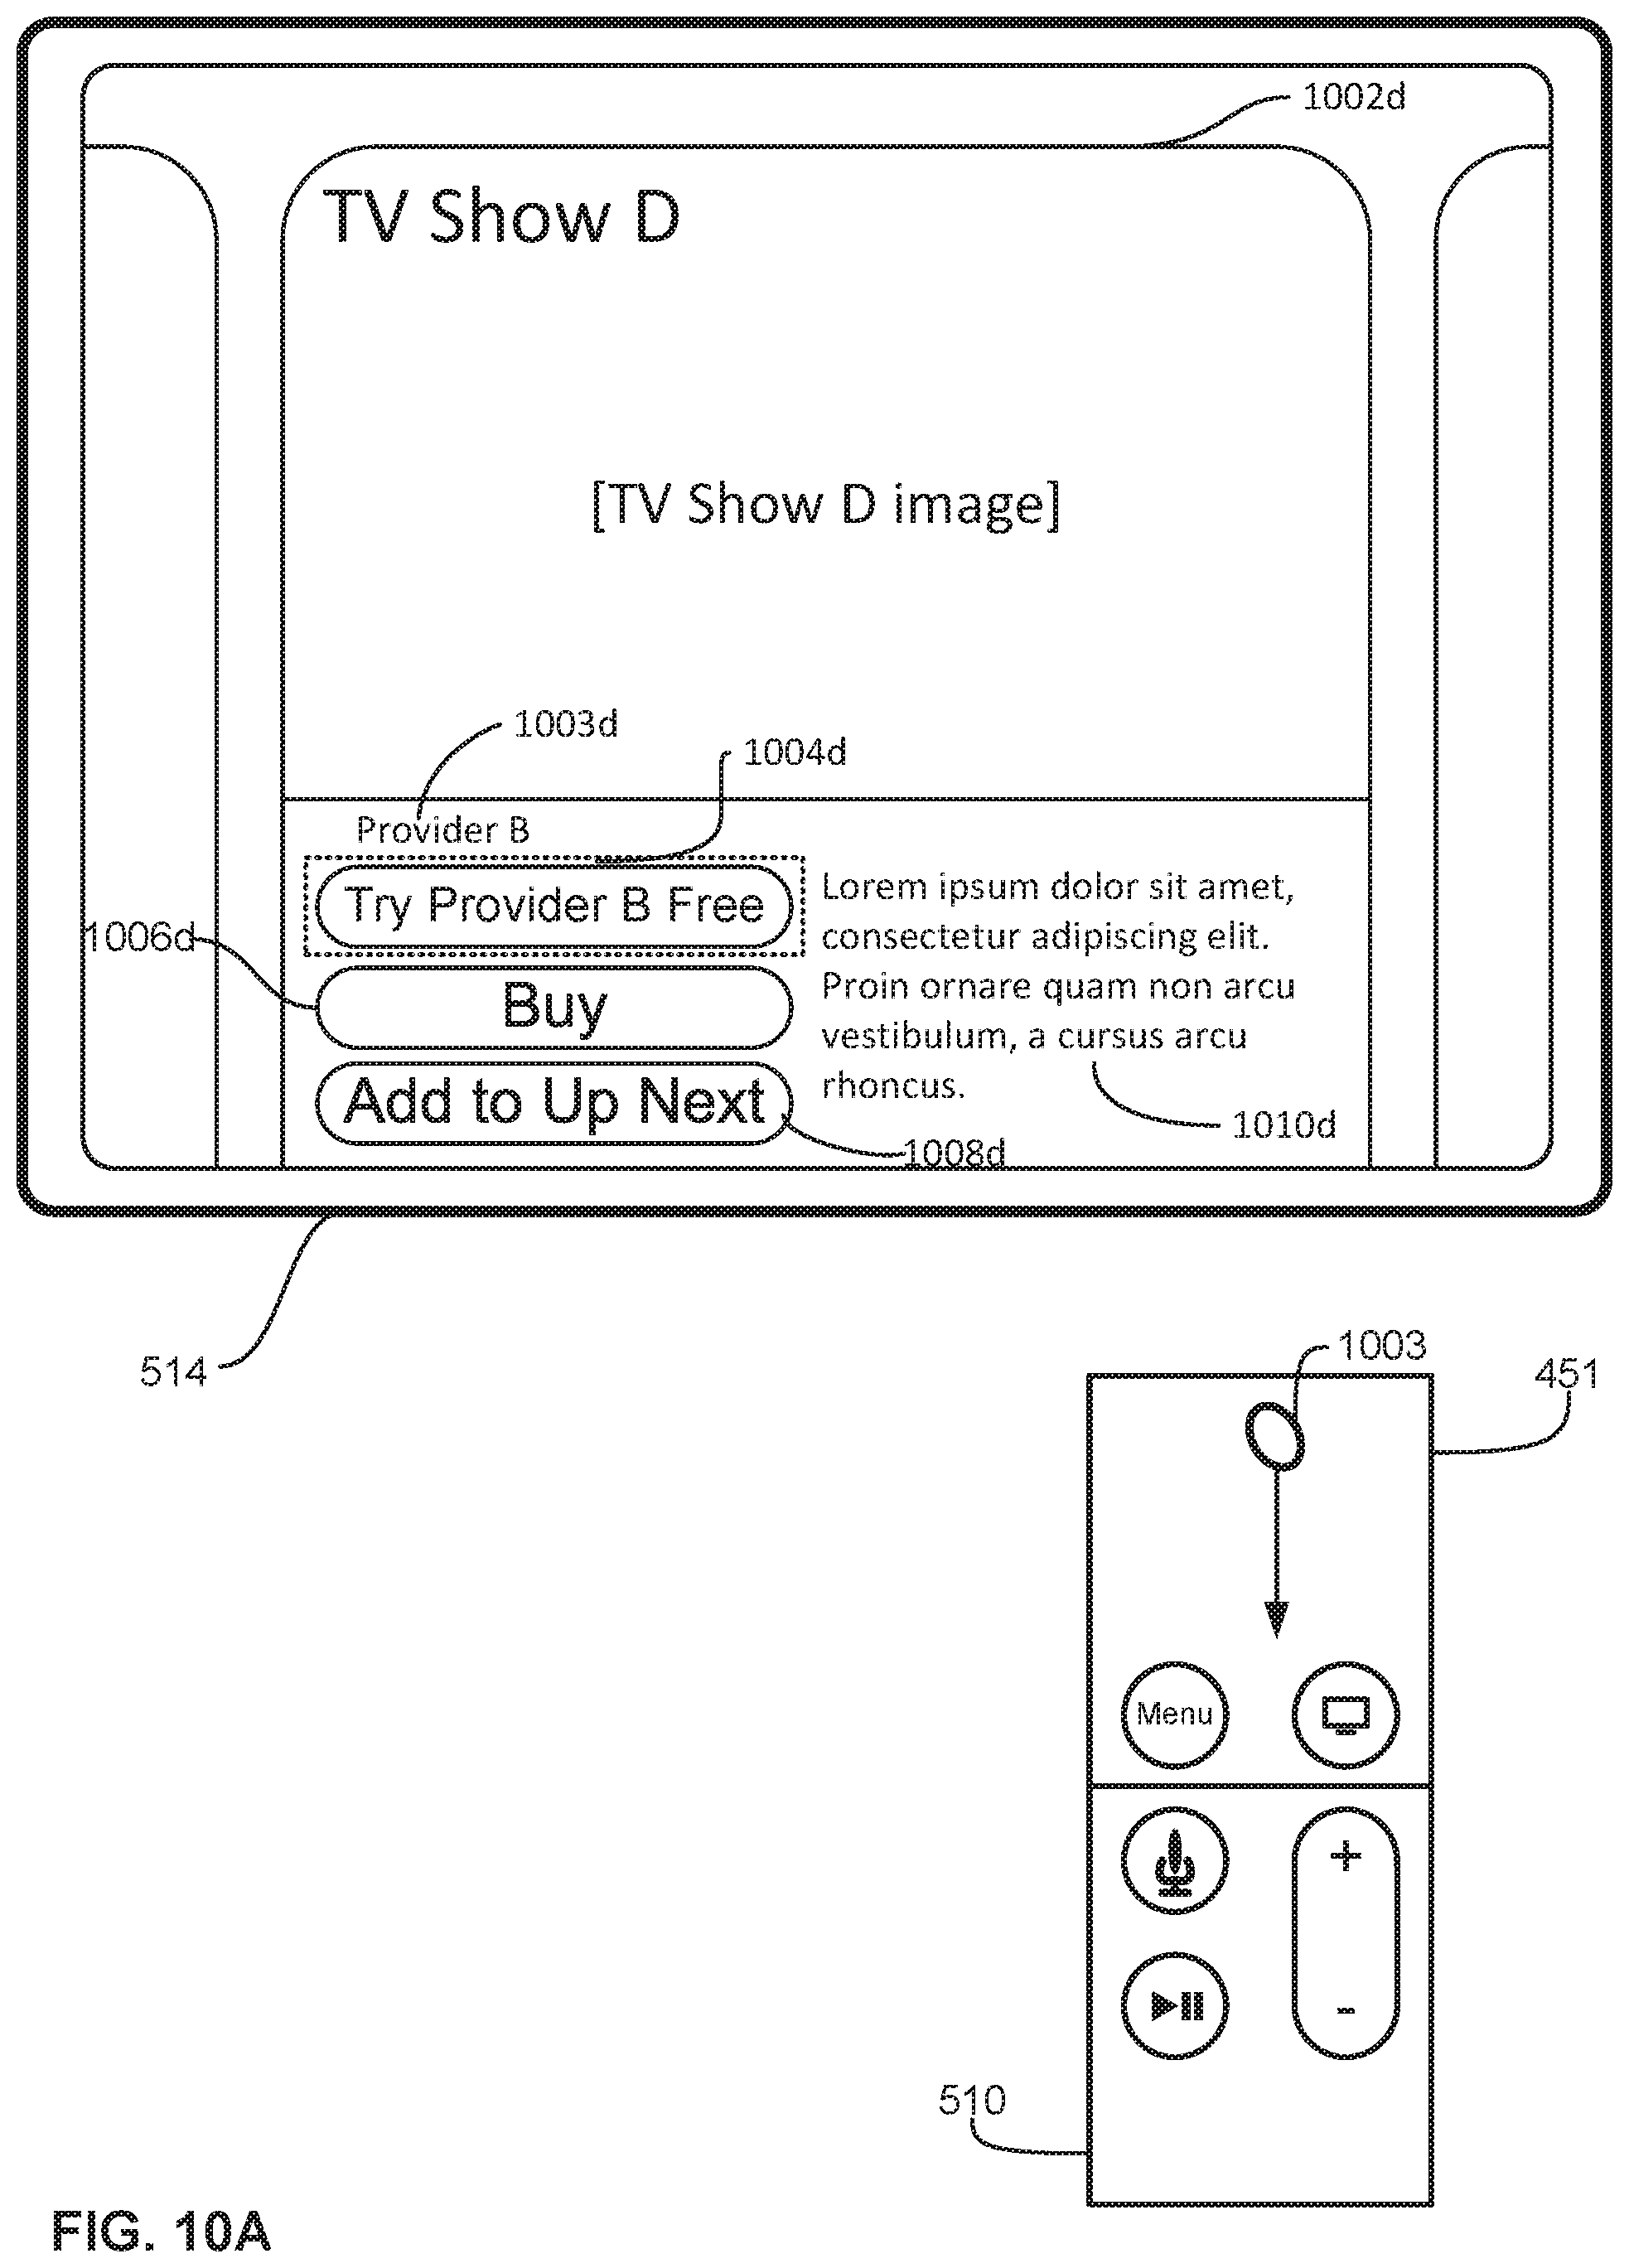 1002d
TV Show D
[TV Show D image]
1003d
1004d
Provider B
Try Provider B Free
1006d
Buy
Add to Up Next
Lorem ipsum dolor sit amet,
consectetur adipiscing elit.
Proin ornare quam non arcu
vestibulum, a cursus arcu
rhoncus.
1010d
1008d
514
1003
451
Menu
+
-
510
FIG. 10A